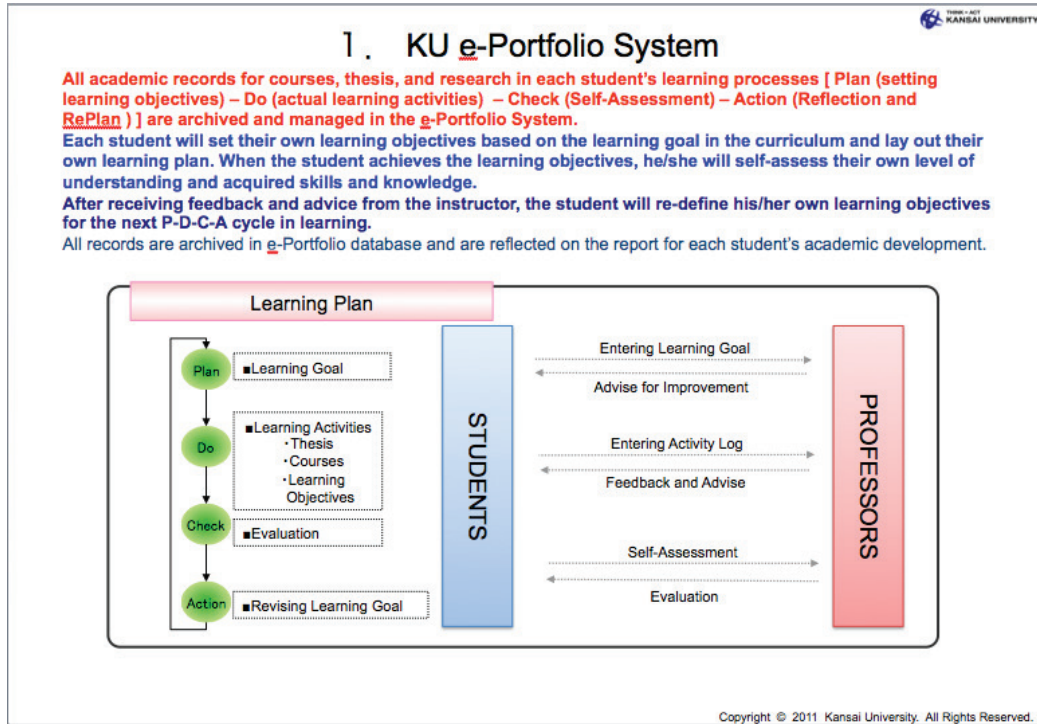 THINK × ACT
KANSAI UNIVERSITY
1． KU e-Portfolio System
All academic records for courses, thesis, and research in each student's learning processes [ Plan (setting
learning objectives) – Do (actual learning activities) – Check (Self-Assessment) – Action (Reflection and
RePlan ) ] are archived and managed in the e-Portfolio System.
Each student will set their own learning objectives based on the learning goal in the curriculum and lay out their
own learning plan. When the student achieves the learning objectives, he/she will self-assess their own level of
understanding and acquired skills and knowledge.
After receiving feedback and advice from the instructor, the student will re-define his/her own learning objectives
for the next P-D-C-A cycle in learning.
All records are archived in e-Portfolio database and are reflected on the report for each student's academic development.
Learning Plan
Plan
■Learning Goal
Do
■Learning Activities
・Thesis
・Courses
・Learning
Objectives
Check
■Evaluation
Action
■Revising Learning Goal
STUDENTS
Entering Learning Goal
Advise for Improvement
Entering Activity Log
Feedback and Advise
Self-Assessment
Evaluation
PROFESSORS
Copyright © 2011 Kansai University. All Rights Reserved.